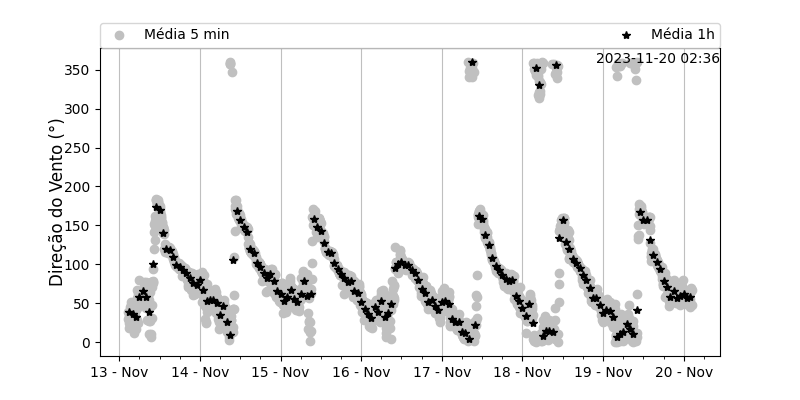 Média 5 min
Média 1h
2023-11-20 02:36
Direção do Vento (°)
350
300
250
200
150
100
50
0
13 - Nov
14 - Nov
15 - Nov
16 - Nov
17 - Nov
18 - Nov
19 - Nov
20 - Nov